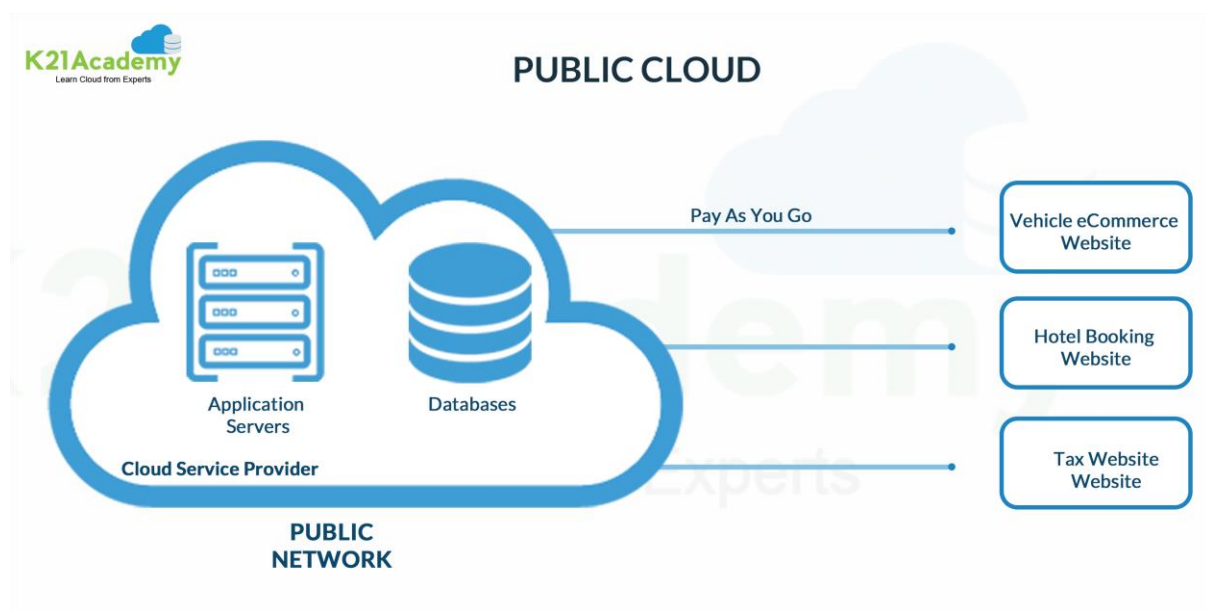 K21Academy
Learn Cloud from Experts
PUBLIC CLOUD
Pay As You Go
Vehicle eCommerce
Website
Hotel Booking
Website
Tax Website
Website
Application
Servers
Databases
Cloud Service Provider
PUBLIC
NETWORK